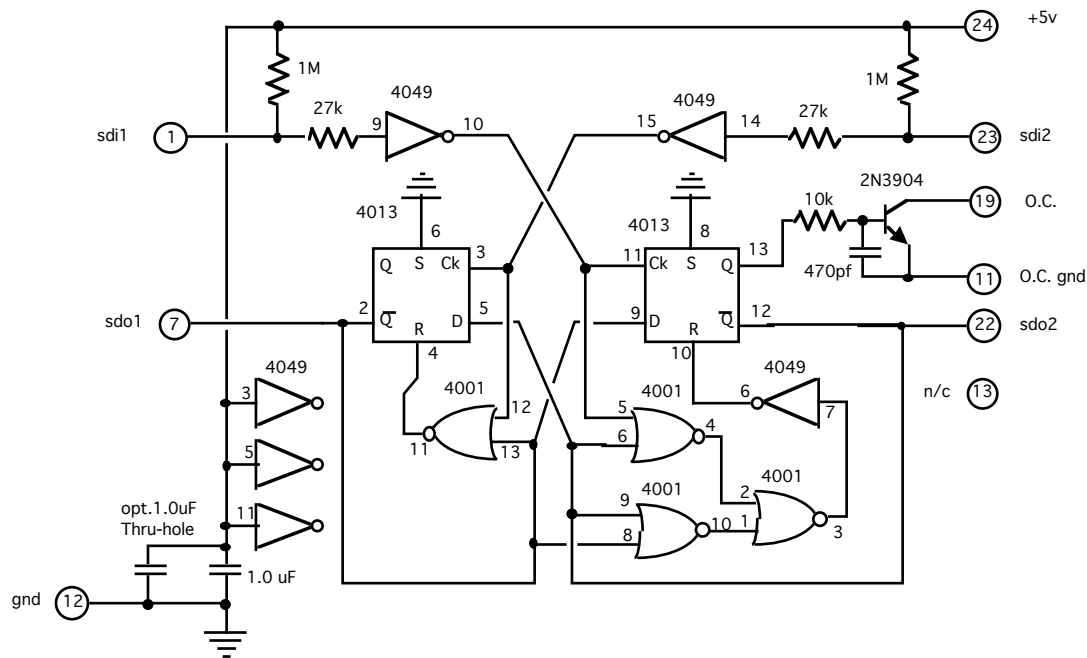 24
+5v
1M
1M
4049
4049
27k
27k
sdi1
1
9
10
15
14
23
sdi2
2N3904
4013
4013
10k
19
O.C.
6
8
3
11
13
Q
S
Ck
Ck
S
Q
470pf
11
O.C. gnd
2
5
9
12
sdo1
7
Q
D
D
Q
22
sdo2
R
R
4
10
4049
4049
n/c
13
3
4001
4001
6
7
12
5
4
11
13
6
5
4001
4001
2
9
opt.1.0uF
Thru-hole
11
8
10
1
3
1.0 uF
gnd
12